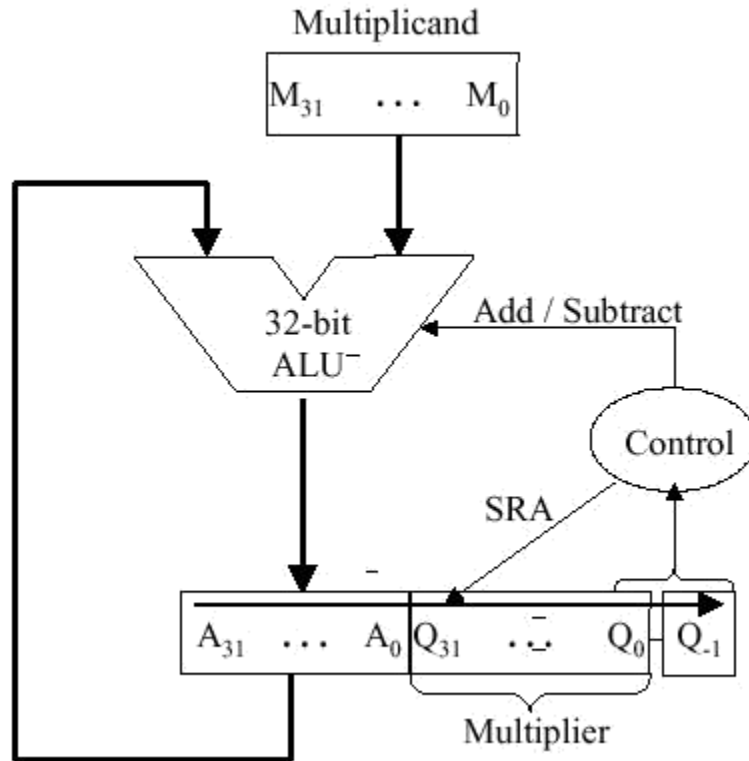 Multiplicand
M₃₁ ... M₀
32-bit
ALU
Add / Subtract
Control
SRA
A₃₁ ... A₀ Q₃₁ ... Q₀ Q₋₁
Multiplier